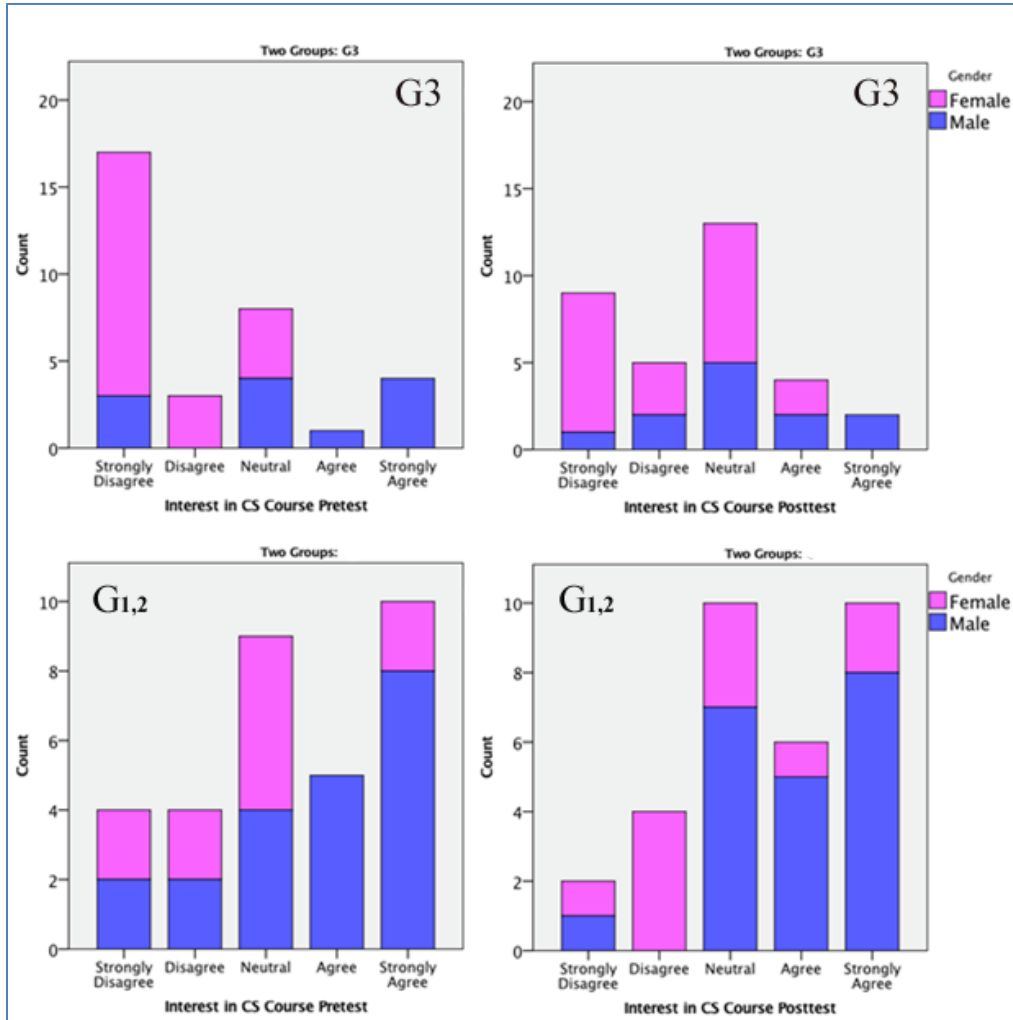 Two Groups: G3
G3
20
15
10
5
0
Count
Strongly Disagree
Disagree
Neutral
Agree
Strongly Agree
Interest in CS Course Pretest
Two Groups: G3
G3
20
15
10
5
0
Count
Strongly Disagree
Disagree
Neutral
Agree
Strongly Agree
Interest in CS Course Posttest
Gender
Female
Male
Two Groups:
G1,2
10
8
6
4
2
0
Count
Strongly Disagree
Disagree
Neutral
Agree
Strongly Agree
Interest in CS Course Pretest
Two Groups:
G1,2
10
8
6
4
2
0
Count
Strongly Disagree
Disagree
Neutral
Agree
Strongly Agree
Interest in CS Course Posttest
Gender
Female
Male